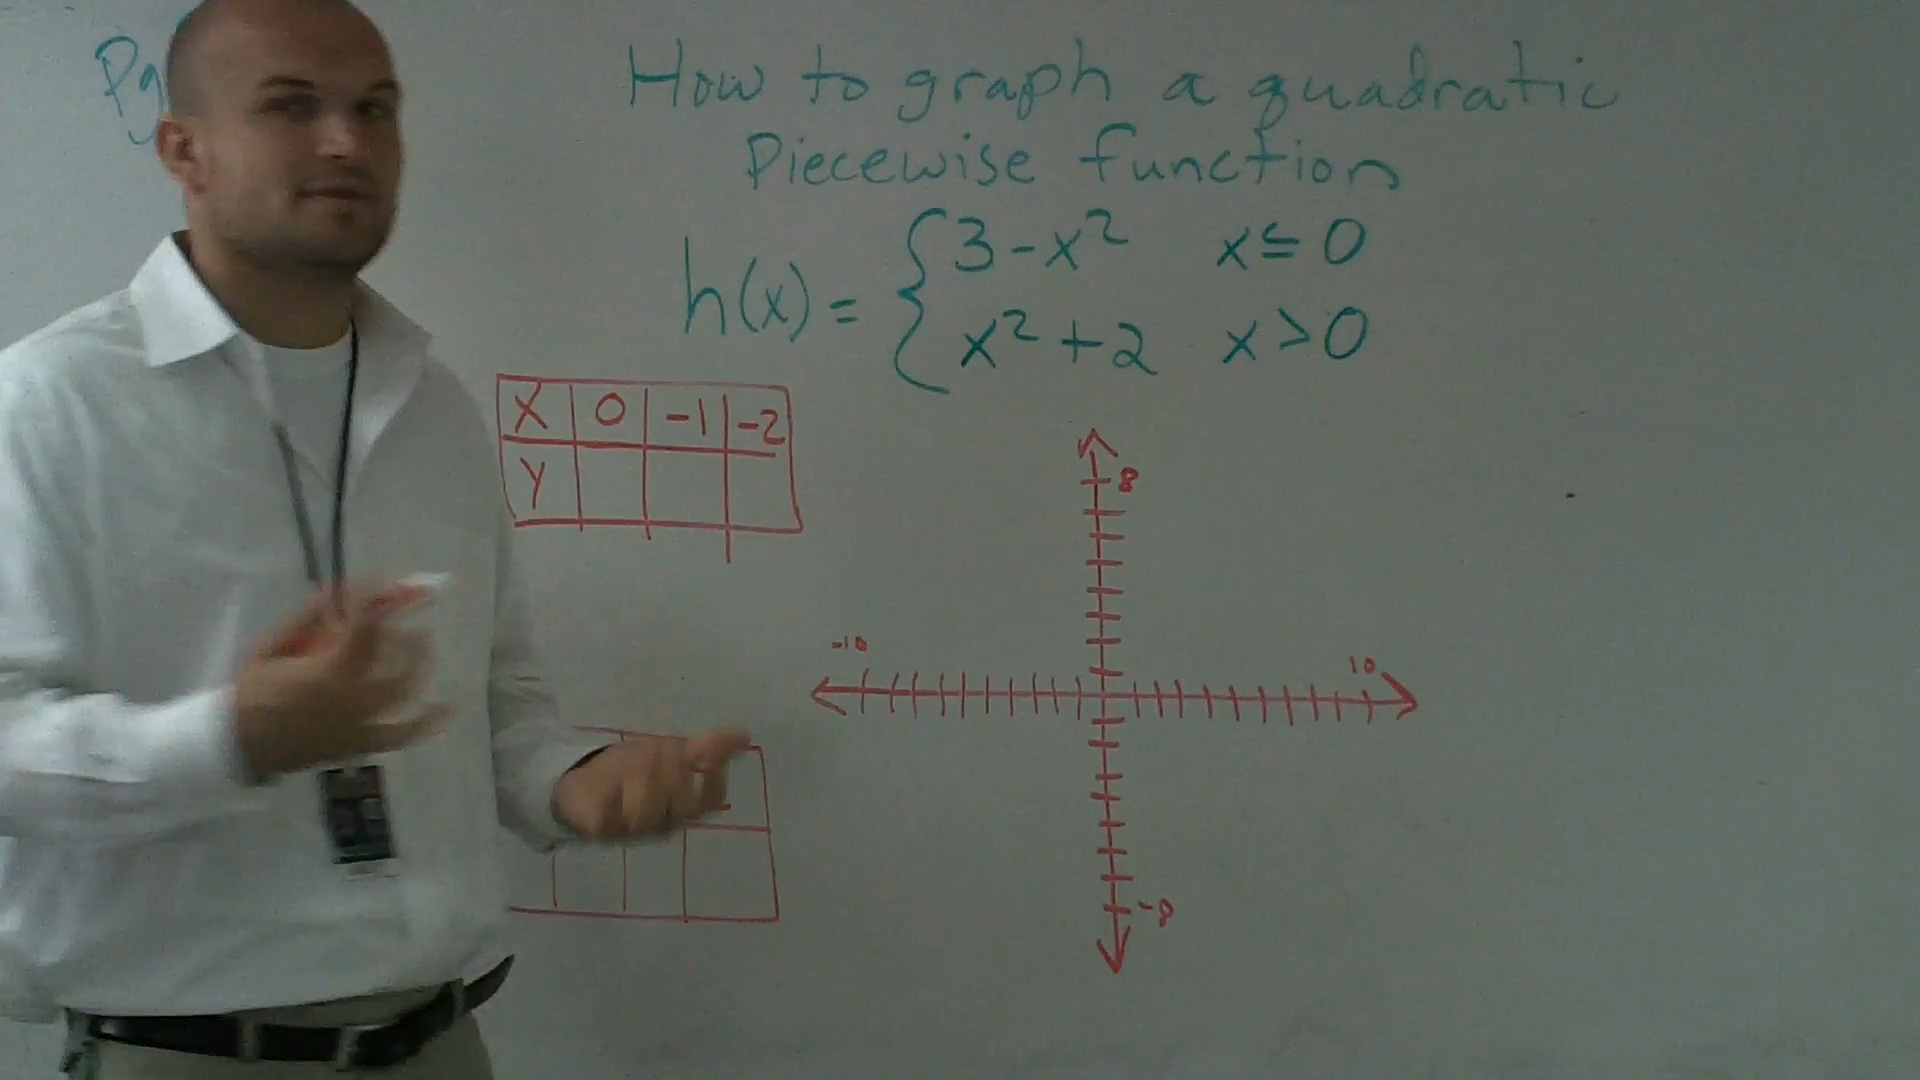 Pg
How to graph a quadratic
Piecewise function
h(x) = { 3-x² x ≤ 0
x² + 2 x > 0
X 0 -1 -2
Y
8
-10 10
-8